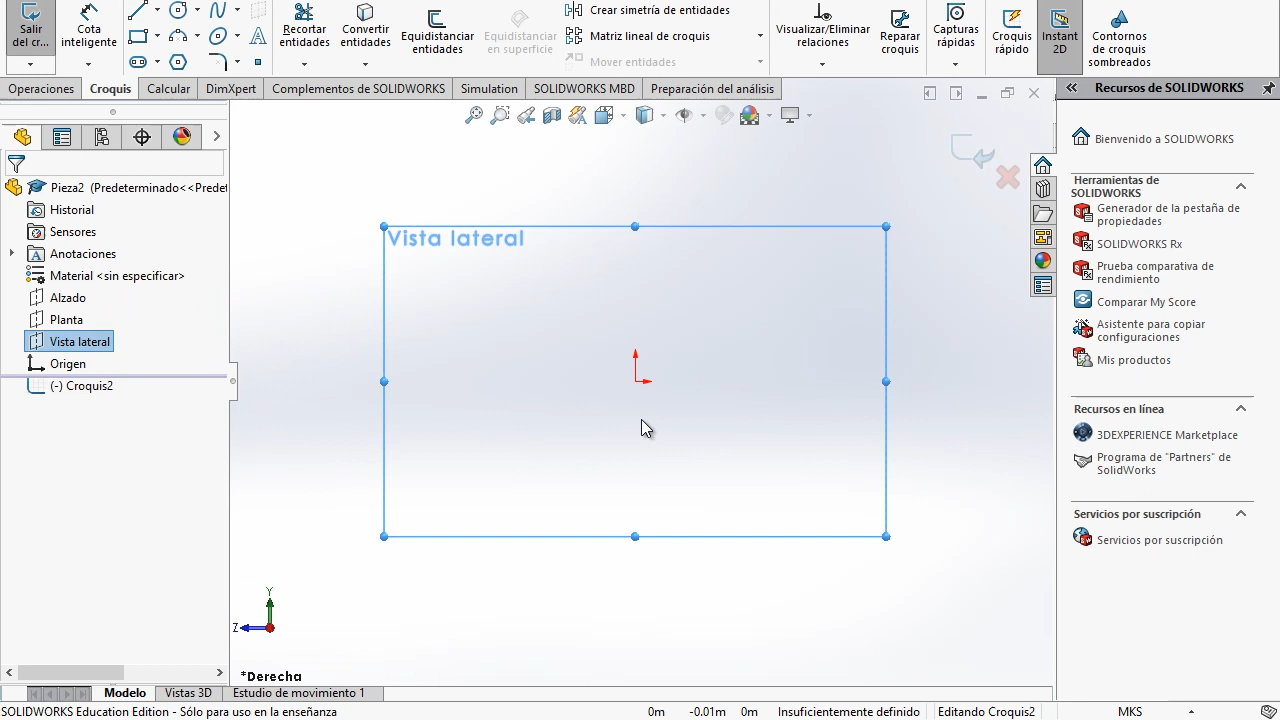 Salir
del cr...
Cota
inteligente
Recortar
entidades
Convertir
entidades
Equidistanciar
entidades
Equidistanciar
en superficie
Crear simetría de entidades
Matriz lineal de croquis
Mover entidades
Visualizar/Eliminar
relaciones
Reparar
croquis
Capturas
rápidas
Croquis
rápido
Instant
2D
Contornos
de croquis
sombreados
Operaciones
Croquis
Calcular
DimXpert
Complementos de SOLIDWORKS
Simulation
SOLIDWORKS MBD
Preparación del análisis
Recursos de SOLIDWORKS
Pieza2 (Predeterminado<<Predet
Historial
Sensores
Anotaciones
Material <sin especificar>
Alzado
Planta
Vista lateral
Origen
(-) Croquis2
Vista lateral
Y
Z
*Derecha
Bienvenido a SOLIDWORKS
Herramientas de
SOLIDWORKS
Generador de la pestaña de
propiedades
SOLIDWORKS Rx
Prueba comparativa de
rendimiento
Comparar My Score
Asistente para copiar
configuraciones
Mis productos
Recursos en línea
3DEXPERIENCE Marketplace
Programa de "Partners" de
SolidWorks
Servicios por suscripción
Servicios por suscripción
Modelo
Vistas 3D
Estudio de movimiento 1
SOLIDWORKS Education Edition - Sólo para uso en la enseñanza
0m
-0.01m
0m
Insuficientemente definido
Editando Croquis2
MKS